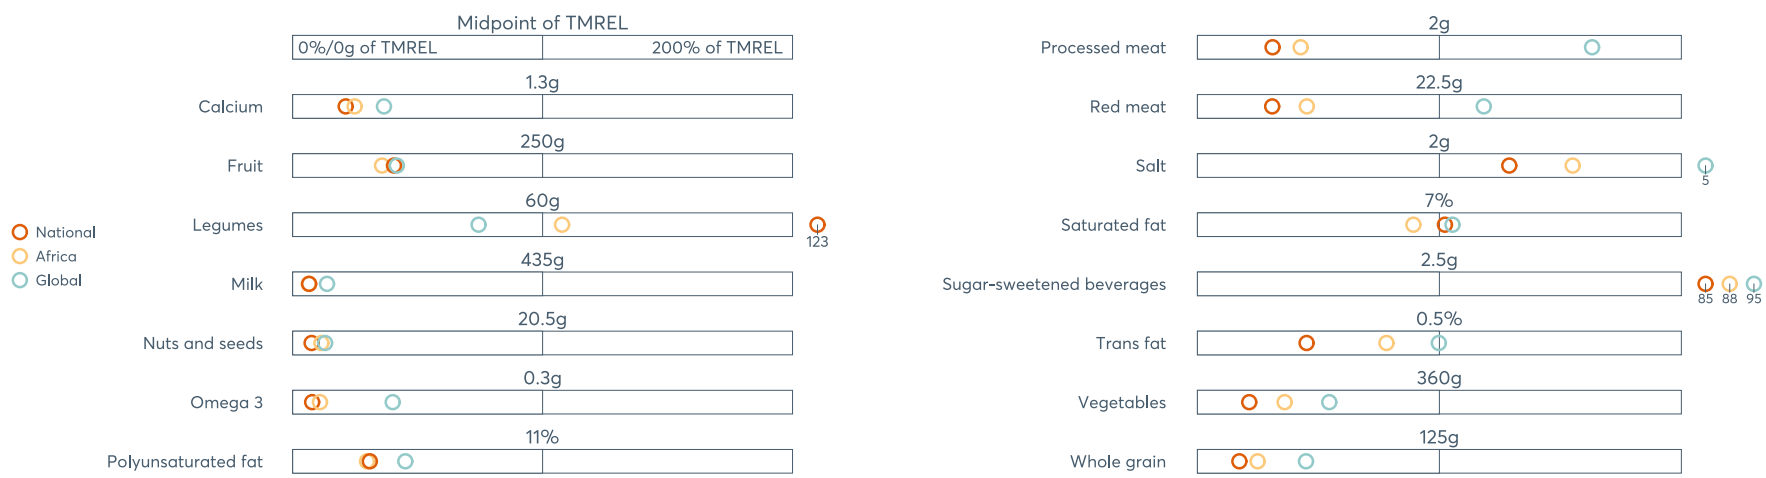 Midpoint of TMREL
0%/0g of TMREL 200% of TMREL
1.3g
Calcium
250g
Fruit
60g
Legumes
123
435g
Milk
20.5g
Nuts and seeds
0.3g
Omega 3
11%
Polyunsaturated fat
National
Africa
Global
2g
Processed meat
22.5g
Red meat
2g
Salt
5
7%
Saturated fat
2.5g
Sugar-sweetened beverages
85 88 95
0.5%
Trans fat
360g
Vegetables
125g
Whole grain